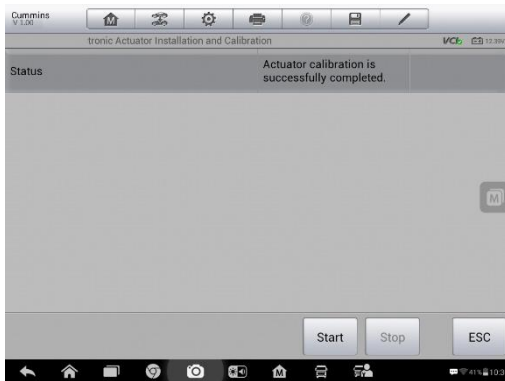 Cummins
V 1.00
tronic Actuator Installation and Calibration
VCI 12.39V
Status
Actuator calibration is
successfully completed.
M
Start
Stop
ESC
41% 10:3